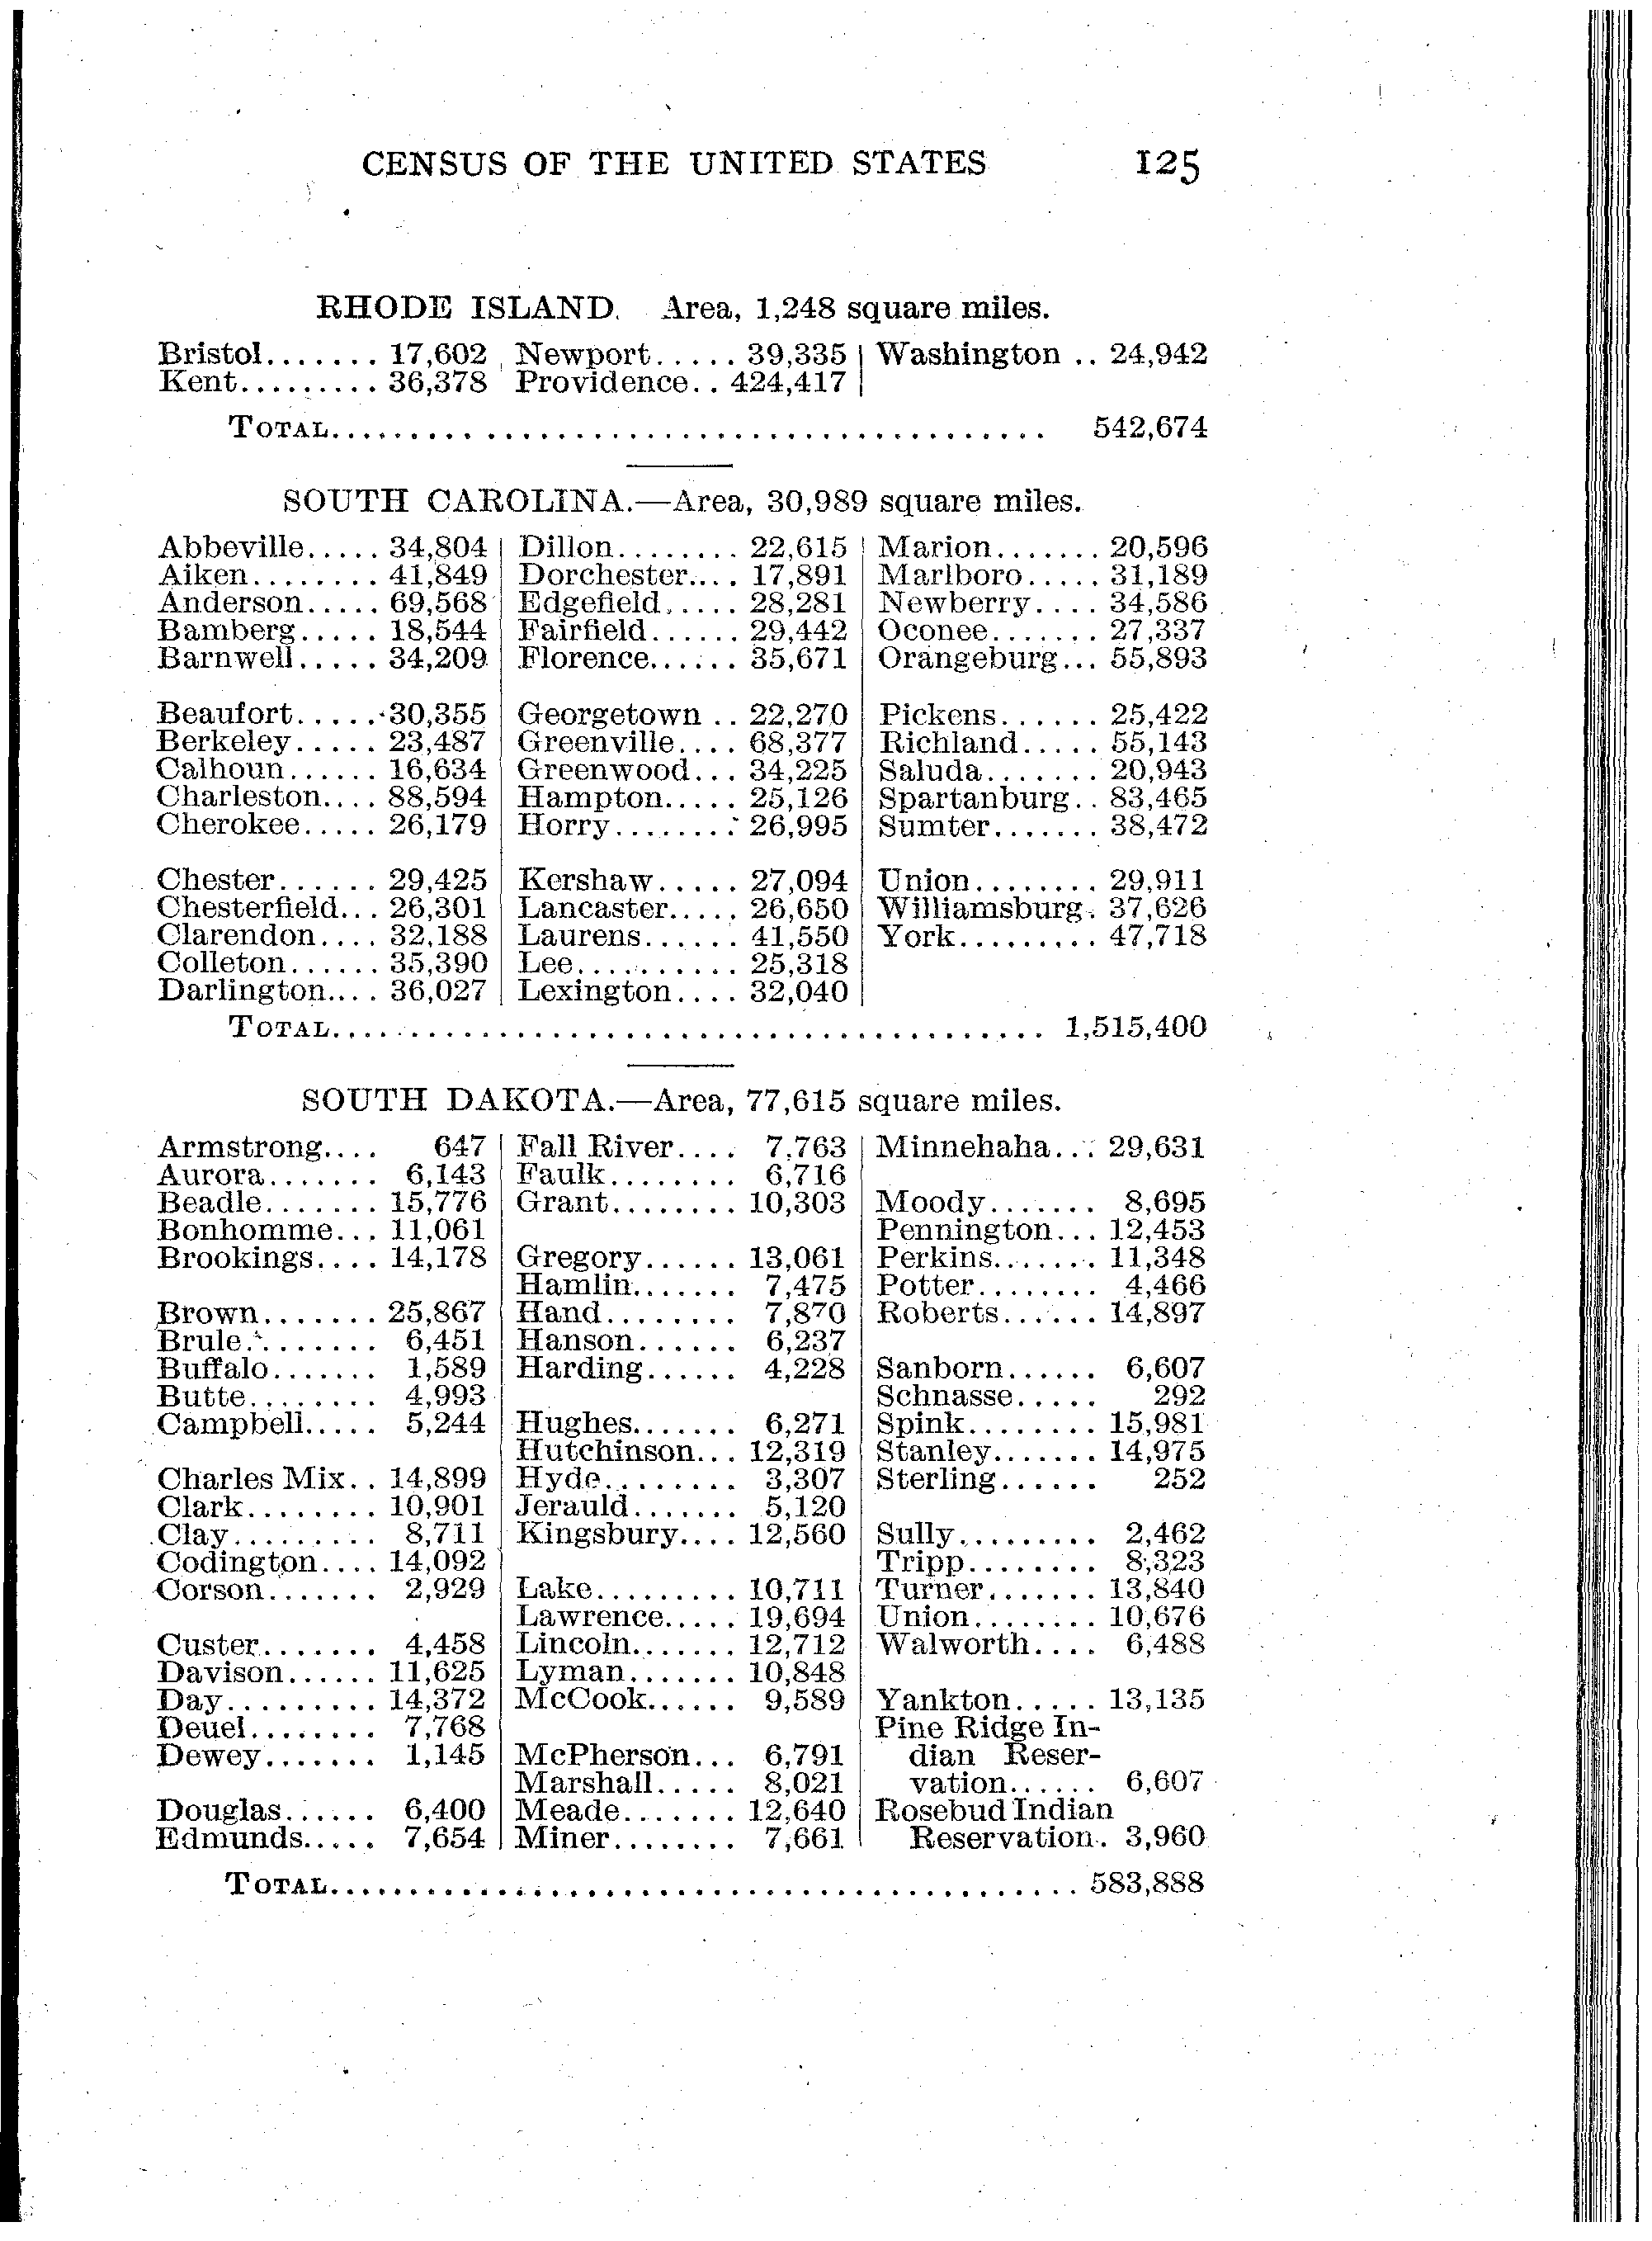 CENSUS OF THE UNITED STATES 125
RHODE ISLAND. Area, 1,248 square miles.
Bristol....... 17,602 Newport..... 39,335 Washington .. 24,942
Kent......... 36,378 Providence.. 424,417
TOTAL............................................. 542,674
SOUTH CAROLINA.—Area, 30,989 square miles.
Abbeville..... 34,804 Dillon........ 22,615 Marion....... 20,596
Aiken........ 41,849 Dorchester.... 17,891 Marlboro..... 31,189
Anderson..... 69,568 Edgefield..... 28,281 Newberry.... 34,586
Bamberg..... 18,544 Fairfield...... 29,442 Oconee....... 27,337
Barnwell..... 34,209 Florence...... 35,671 Orangeburg... 55,893
Beaufort..... 30,355 Georgetown .. 22,270 Pickens...... 25,422
Berkeley..... 23,487 Greenville.... 68,377 Richland..... 55,143
Calhoun...... 16,634 Greenwood... 34,225 Saluda....... 20,943
Charleston.... 88,594 Hampton..... 25,126 Spartanburg.. 83,465
Cherokee..... 26,179 Horry........ 26,995 Sumter....... 38,472
Chester...... 29,425 Kershaw..... 27,094 Union........ 29,911
Chesterfield... 26,301 Lancaster..... 26,650 Williamsburg. 37,626
Clarendon.... 32,188 Laurens...... 41,550 York......... 47,718
Colleton...... 35,390 Lee.......... 25,318
Darlington.... 36,027 Lexington.... 32,040
TOTAL............................................. 1,515,400
SOUTH DAKOTA.—Area, 77,615 square miles.
Armstrong.... 647 Fall River.... 7,763 Minnehaha... 29,631
Aurora....... 6,143 Faulk........ 6,716
Beadle....... 15,776 Grant........ 10,303 Moody....... 8,695
Bonhomme... 11,061 Pennington... 12,453
Brookings.... 14,178 Gregory...... 13,061 Perkins....... 11,348
Hamlin....... 7,475 Potter........ 4,466
Brown....... 25,867 Hand........ 7,870 Roberts...... 14,897
Brule........ 6,451 Hanson...... 6,237
Buffalo....... 1,589 Harding...... 4,228 Sanborn...... 6,607
Butte........ 4,993 Schnasse..... 292
Campbell..... 5,244 Hughes....... 6,271 Spink........ 15,981
Hutchinson... 12,319 Stanley....... 14,975
Charles Mix.. 14,899 Hyde........ 3,307 Sterling...... 252
Clark........ 10,901 Jerauld....... 5,120
Clay......... 8,711 Kingsbury.... 12,560 Sully......... 2,462
Codington.... 14,092 Tripp........ 8,323
Corson....... 2,929 Lake......... 10,711 Turner....... 13,840
Lawrence..... 19,694 Union........ 10,676
Custer....... 4,458 Lincoln....... 12,712 Walworth.... 6,488
Davison...... 11,625 Lyman....... 10,848
Day......... 14,372 McCook...... 9,589 Yankton..... 13,135
Deuel........ 7,768 Pine Ridge In-
Dewey....... 1,145 McPherson... 6,791 dian Reser-
Marshall..... 8,021 vation...... 6,607
Douglas...... 6,400 Meade....... 12,640 Rosebud Indian
Edmunds..... 7,654 Miner........ 7,661 Reservation.. 3,960
TOTAL............................................. 583,888